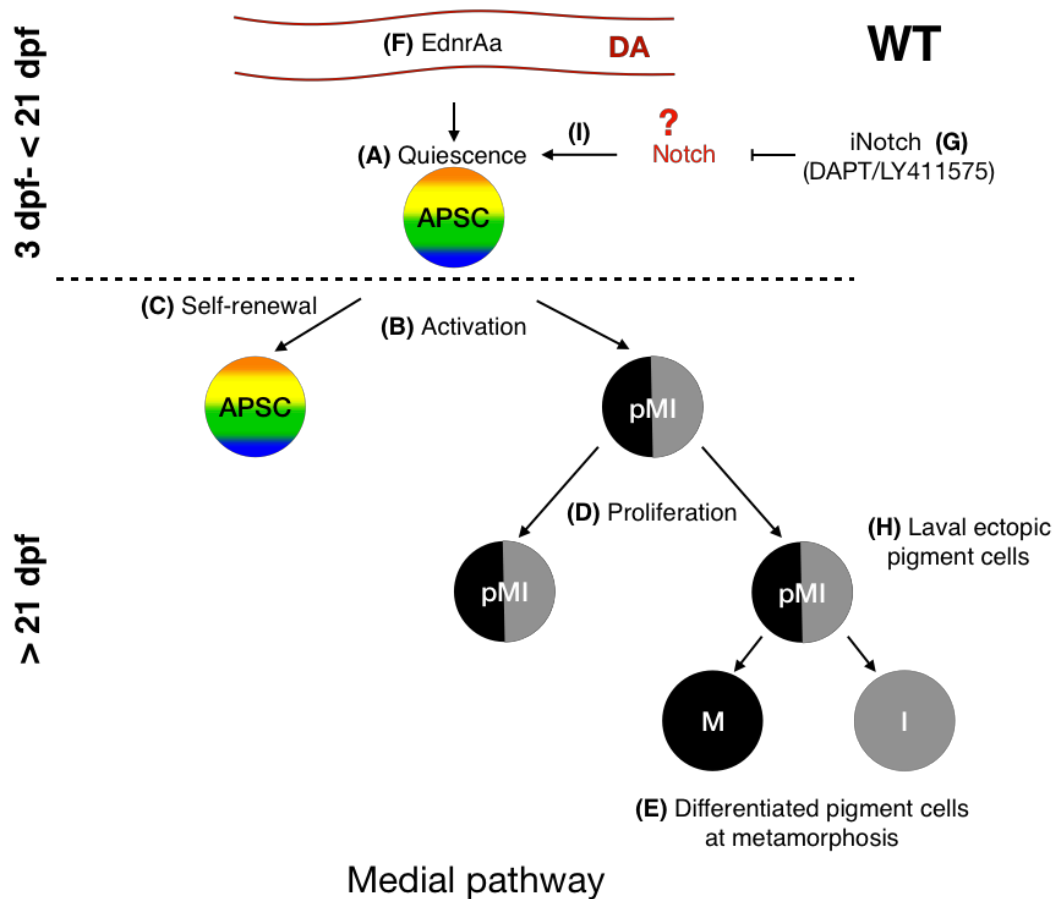 3 dpf- < 21 dpf
(F) EdnrAa
DA
WT
?
(I)
(A) Quiescence
Notch
iNotch (G)
(DAPT/LY411575)
APSC
(C) Self-renewal
(B) Activation
APSC
pMI
> 21 dpf
(D) Proliferation
(H) Laval ectopic
pigment cells
pMI
pMI
M
I
(E) Differentiated pigment cells
at metamorphosis
Medial pathway